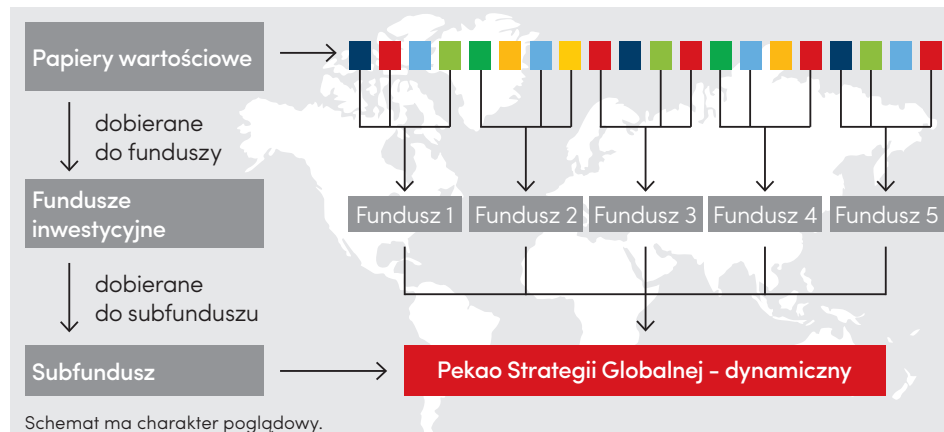 Papiery wartościowe
dobierane
do funduszy
Fundusze
inwestycyjne
Fundusz 1
Fundusz 2
Fundusz 3
Fundusz 4
Fundusz 5
dobierane
do subfunduszu
Subfundusz
Pekao Strategii Globalnej - dynamiczny
Schemat ma charakter poglądowy.